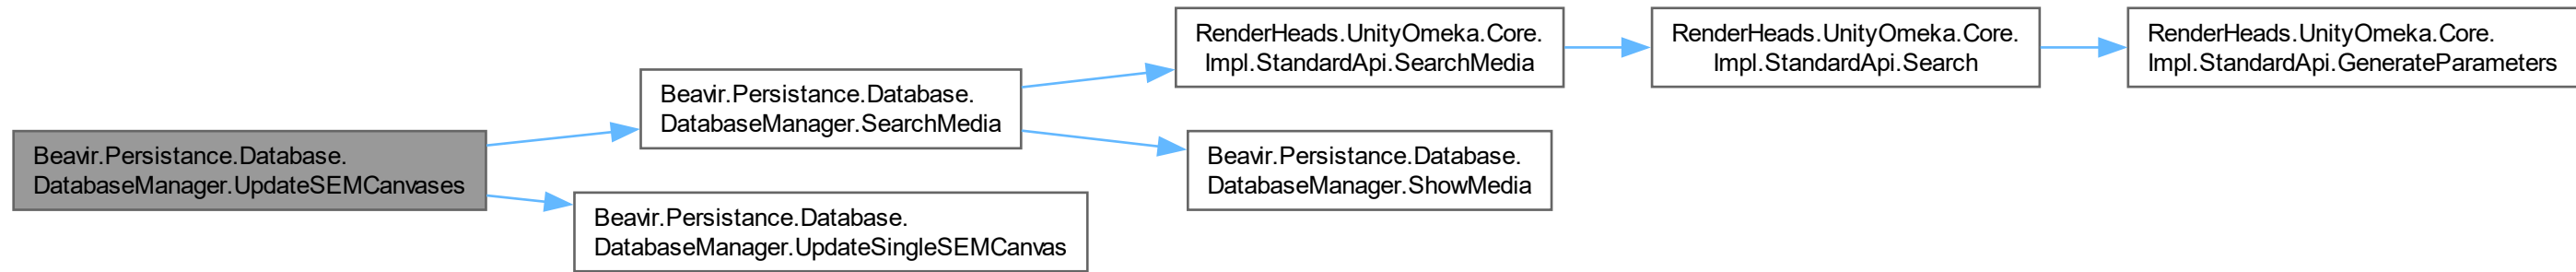 Beavir.Persistance.Database.
DatabaseManager.UpdateSEMCanvases
Beavir.Persistance.Database.
DatabaseManager.SearchMedia
RenderHeads.UnityOmeka.Core.
Impl.StandardApi.SearchMedia
RenderHeads.UnityOmeka.Core.
Impl.StandardApi.Search
RenderHeads.UnityOmeka.Core.
Impl.StandardApi.GenerateParameters
Beavir.Persistance.Database.
DatabaseManager.ShowMedia
Beavir.Persistance.Database.
DatabaseManager.UpdateSingleSEMCanvas